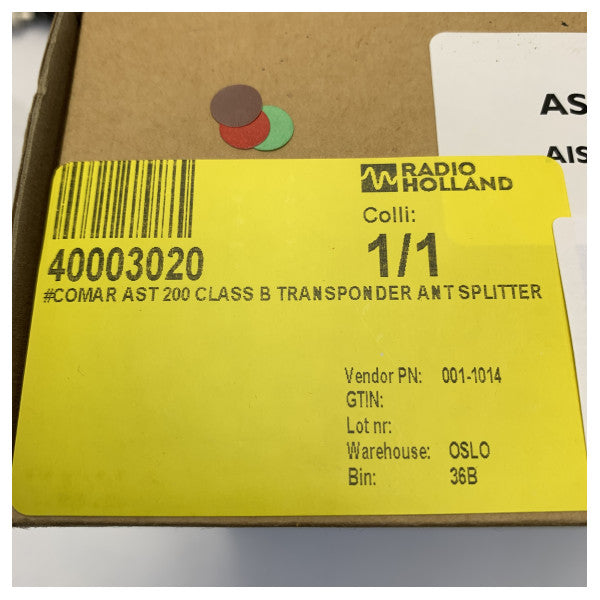 AS
AIS
RADIO
HOLLAND
Colli:
1/1
40003020
#COMAR AST 200 CLASS B TRANSPONDER ANT SPLITTER
Vendor PN: 001-1014
GTIN:
Lot nr:
Warehouse: OSLO
Bin: 36B